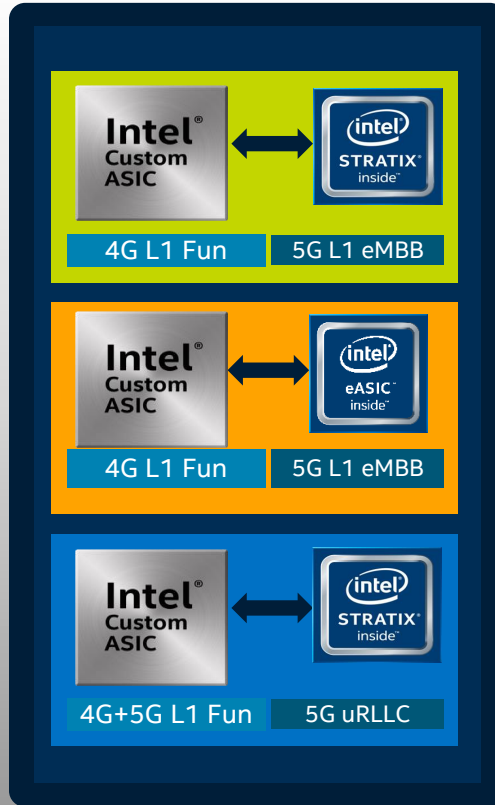 Intel®
Custom
ASIC
intel
STRATIX®
inside™
4G L1 Fun
5G L1 eMBB
Intel®
Custom
ASIC
intel
eASIC™
inside™
4G L1 Fun
5G L1 eMBB
Intel®
Custom
ASIC
intel
STRATIX®
inside™
4G+5G L1 Fun
5G uRLLC